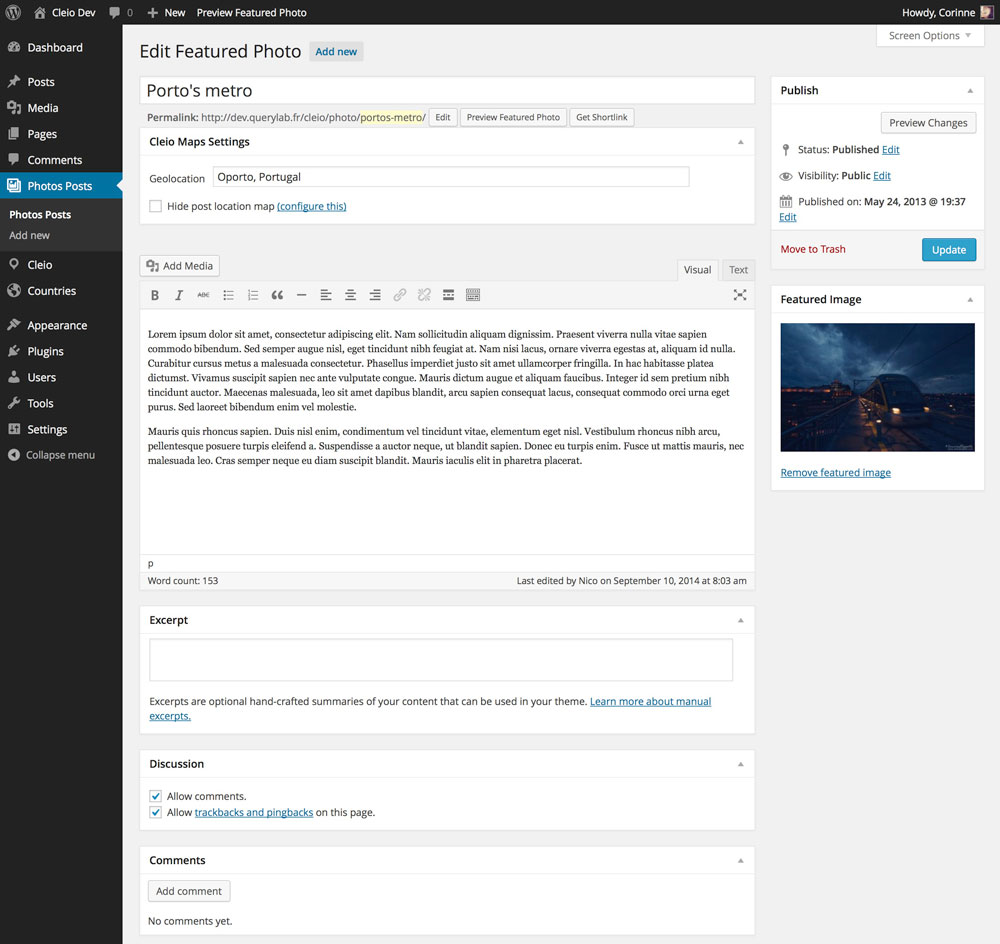 Cleio Dev 0 New Preview Featured Photo Howdy, Corinne
Screen Options
Dashboard
Posts
Media
Pages
Comments
Photos Posts
Photos Posts
Add new
Cleio
Countries
Appearance
Plugins
Users
Tools
Settings
Collapse menu
Edit Featured Photo Add new
Porto's metro
Permalink: http://dev.querylab.fr/cleio/photo/portos-metro/ Edit Preview Featured Photo Get Shortlink
Cleio Maps Settings
Geolocation Oporto, Portugal
Hide post location map (configure this)
Add Media
Visual Text
B I ABC
Lorem ipsum dolor sit amet, consectetur adipiscing elit. Nam sollicitudin aliquam dignissim. Praesent viverra nulla vitae sapien
commodo bibendum. Sed semper augue nisl, eget tincidunt nibh feugiat at. Nam nisi lacus, ornare viverra egestas at, aliquam id nulla.
Curabitur cursus metus a malesuada consectetur. Phasellus imperdiet justo sit amet ullamcorper fringilla. In hac habitasse platea
dictumst. Vivamus suscipit sapien nec ante vulputate congue. Mauris dictum augue et aliquam faucibus. Integer id sem pretium nibh
tincidunt auctor. Maecenas malesuada, leo sit amet dapibus blandit, arcu sapien consequat lacus, consequat commodo orci urna eget
purus. Sed laoreet bibendum enim vel molestie.
Mauris quis rhoncus sapien. Duis nisl enim, condimentum vel tincidunt vitae, elementum eget nisl. Vestibulum rhoncus nibh arcu,
pellentesque posuere turpis eleifend a. Suspendisse a auctor neque, ut blandit sapien. Donec eu turpis enim. Fusce ut mattis mauris, nec
malesuada leo. Cras semper neque eu diam suscipit blandit. Mauris iaculis elit in pharetra placerat.
p
Word count: 153 Last edited by Nico on September 10, 2014 at 8:03 am
Excerpt
Excerpts are optional hand-crafted summaries of your content that can be used in your theme. Learn more about manual
excerpts.
Discussion
Allow comments.
Allow trackbacks and pingbacks on this page.
Comments
Add comment
No comments yet.
Publish
Preview Changes
Status: Published Edit
Visibility: Public Edit
Published on: May 24, 2013 @ 19:37
Edit
Move to Trash Update
Featured Image
Remove featured image